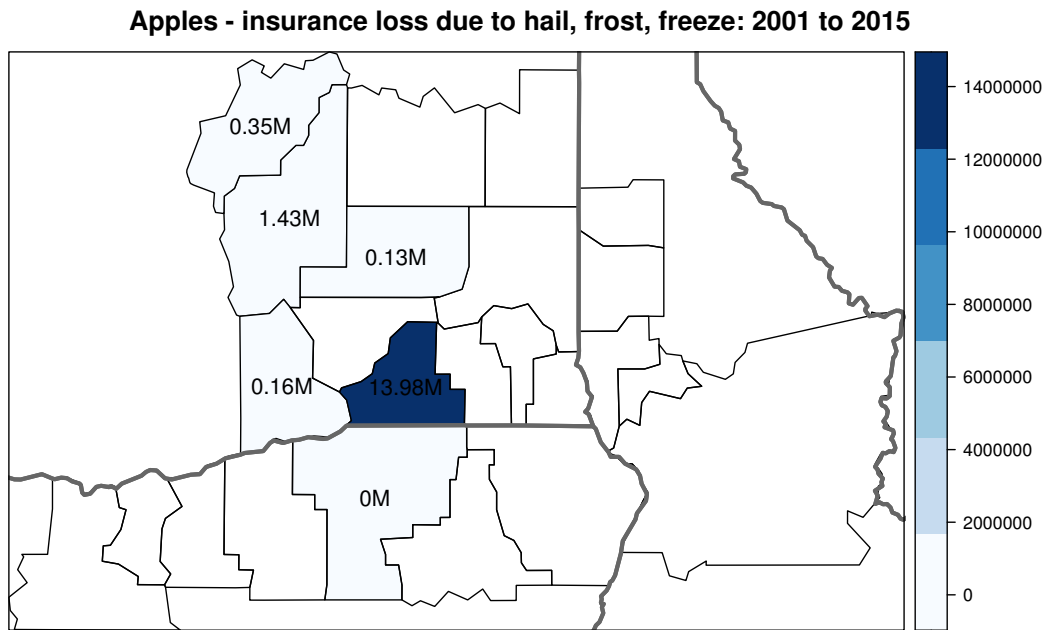 Apples - insurance loss due to hail, frost, freeze: 2001 to 2015
0.35M
1.43M
0.13M
0.16M
13.98M
0M
14000000
12000000
10000000
8000000
6000000
4000000
2000000
0